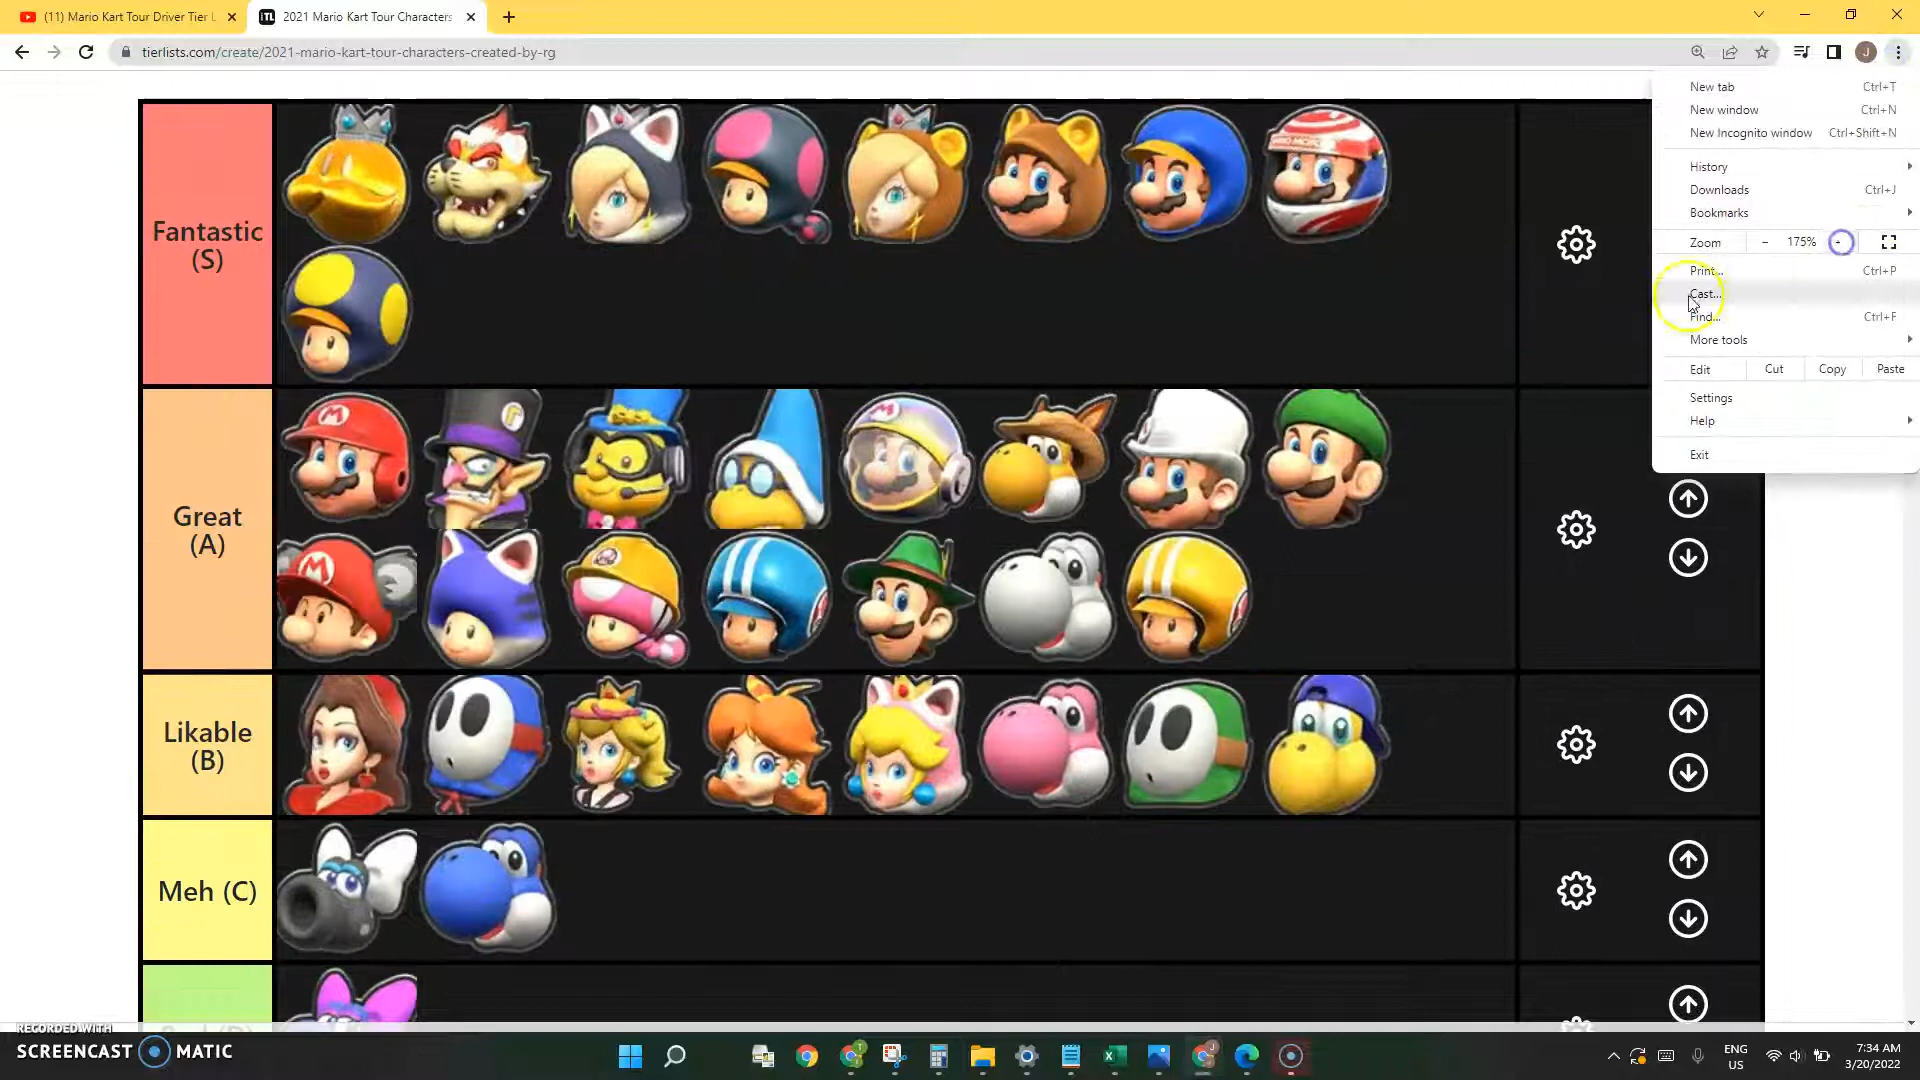 (11) Mario Kart Tour Driver Tier L
iTL 2021 Mario Kart Tour Characters
tierlists.com/create/2021-mario-kart-tour-characters-created-by-rg
J
New tab Ctrl+T
New window Ctrl+N
New Incognito window Ctrl+Shift+N
History
Downloads Ctrl+J
Bookmarks
Zoom - 175% +
Print... Ctrl+P
Cast...
Find... Ctrl+F
More tools
Edit Cut Copy Paste
Settings
Help
Exit
Fantastic
(S)
Great
(A)
Likable
(B)
Meh (C)
RECORDED WITH
SCREENCAST MATIC
ENG
US
7:34 AM
3/20/2022